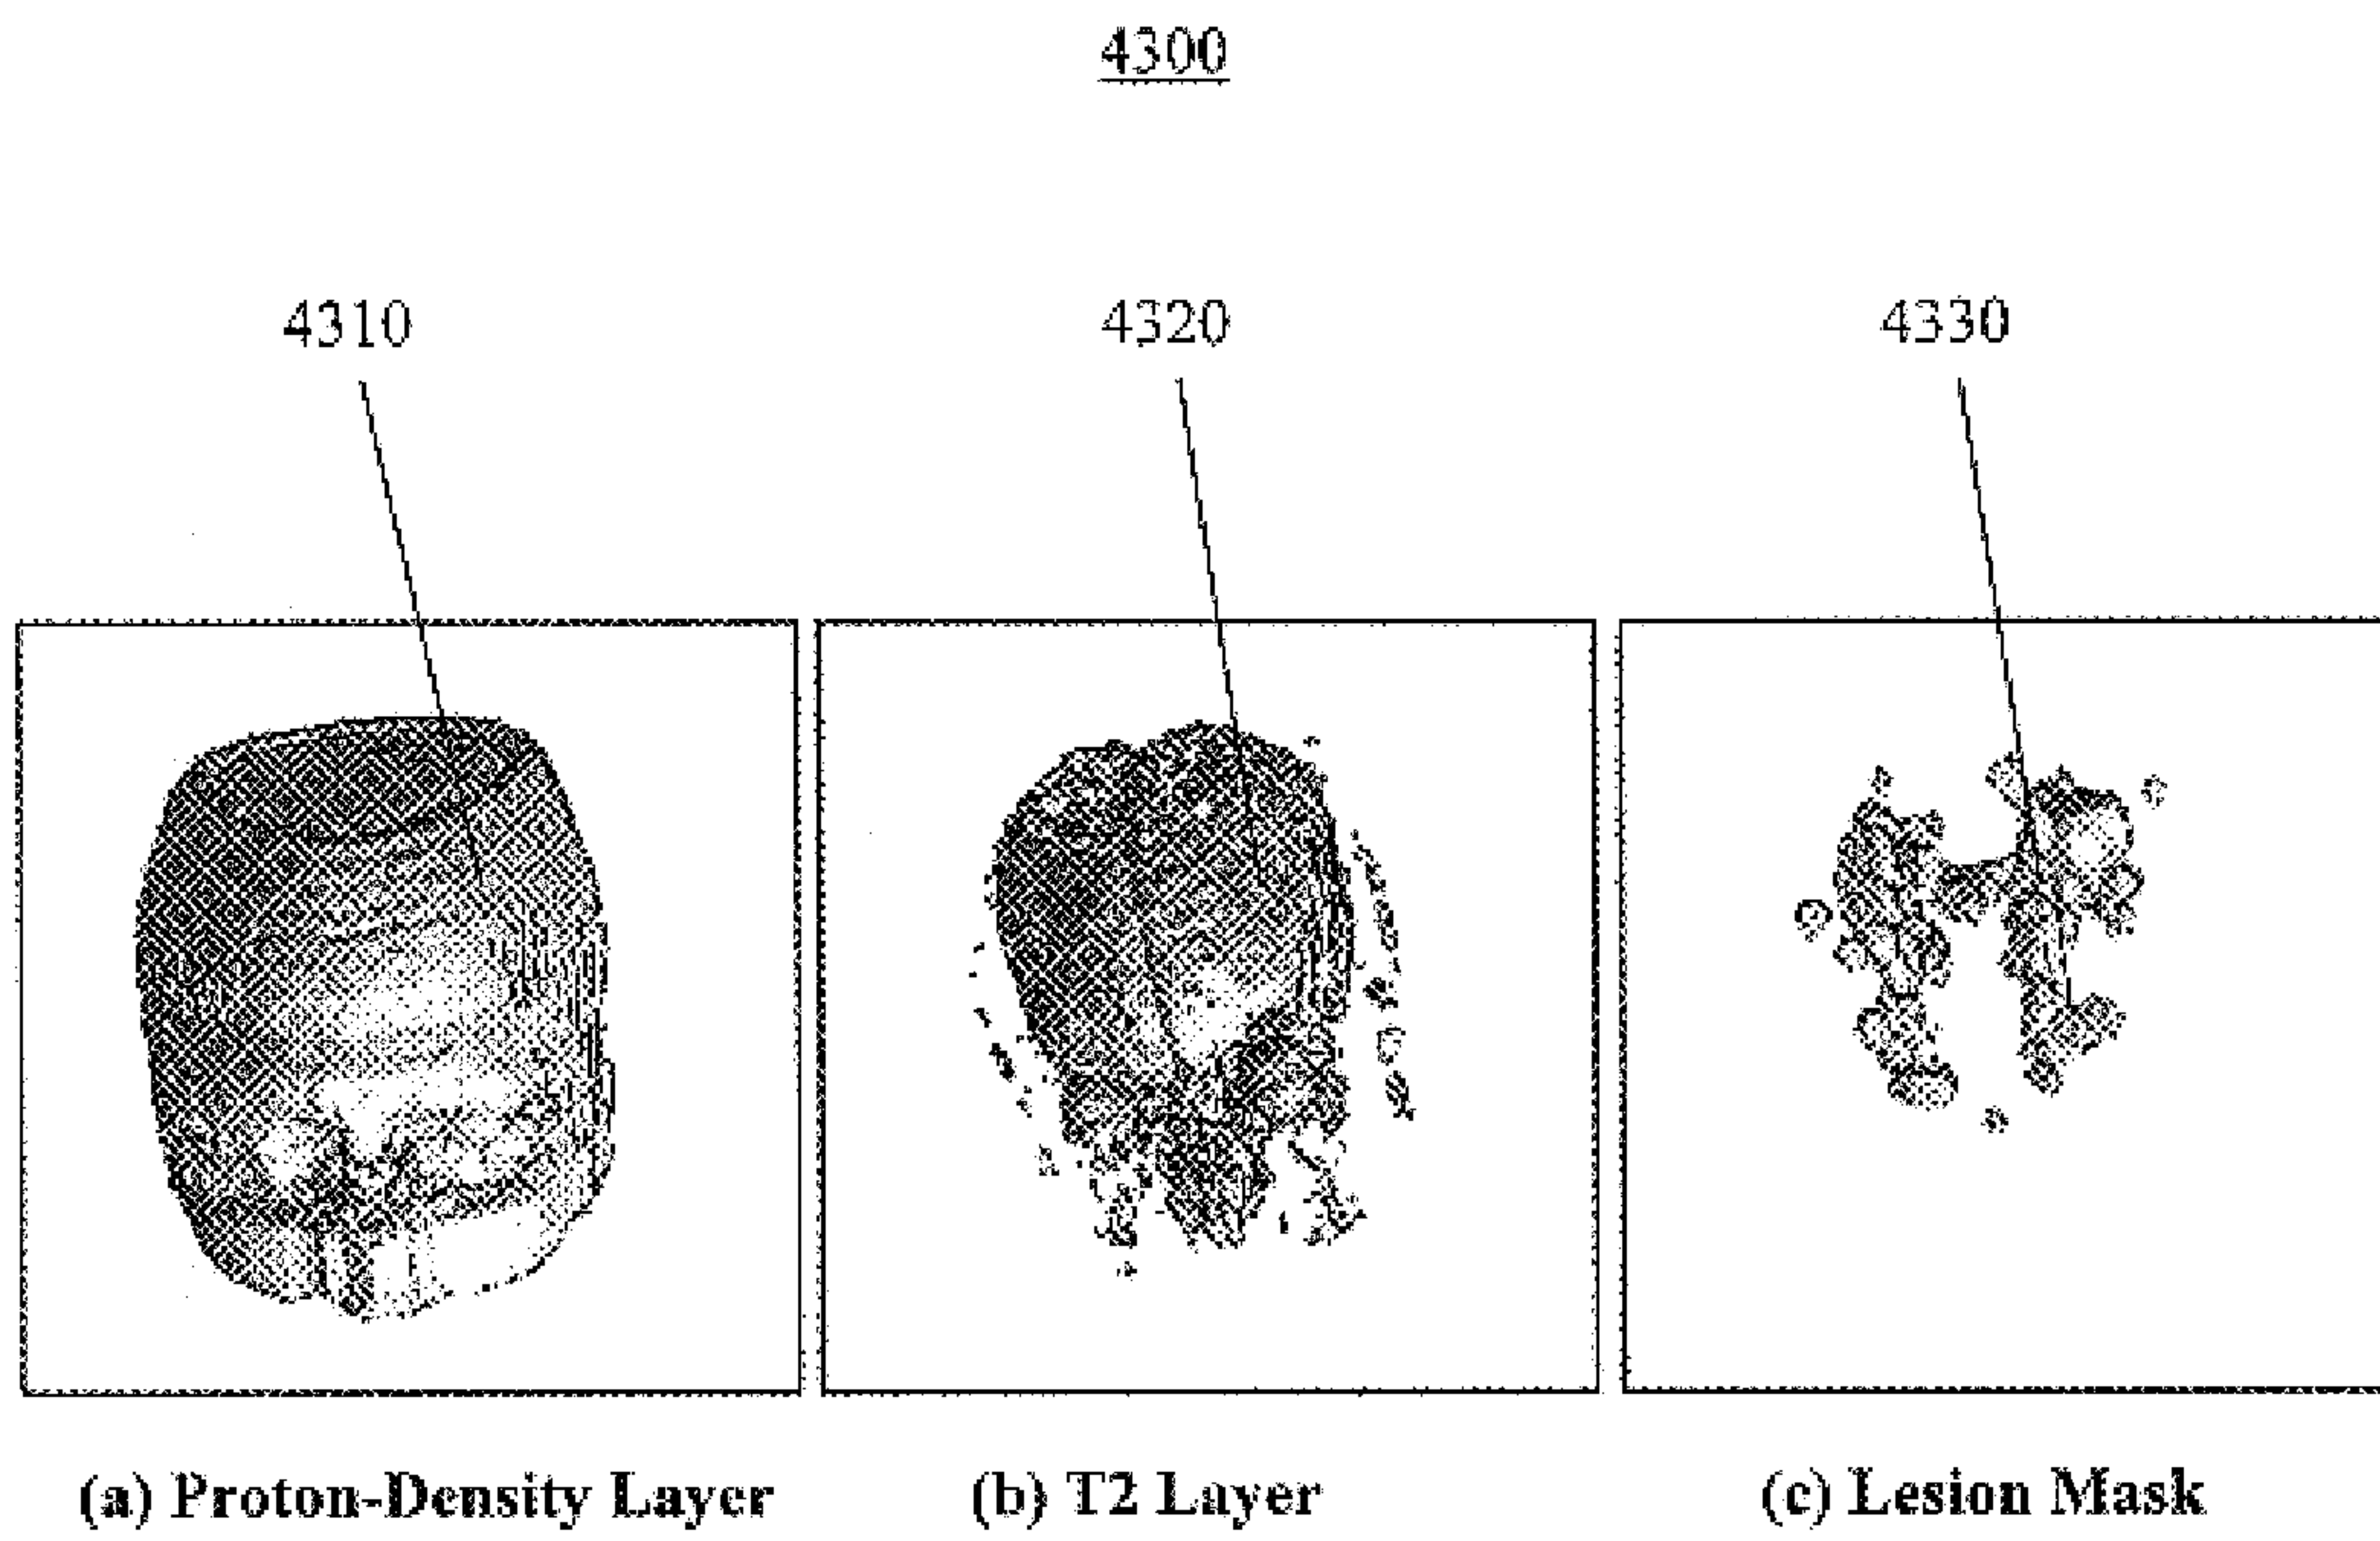 4300
4310 4320 4330
(a) Proton-Density Layer (b) T2 Layer (c) Lesion Mask